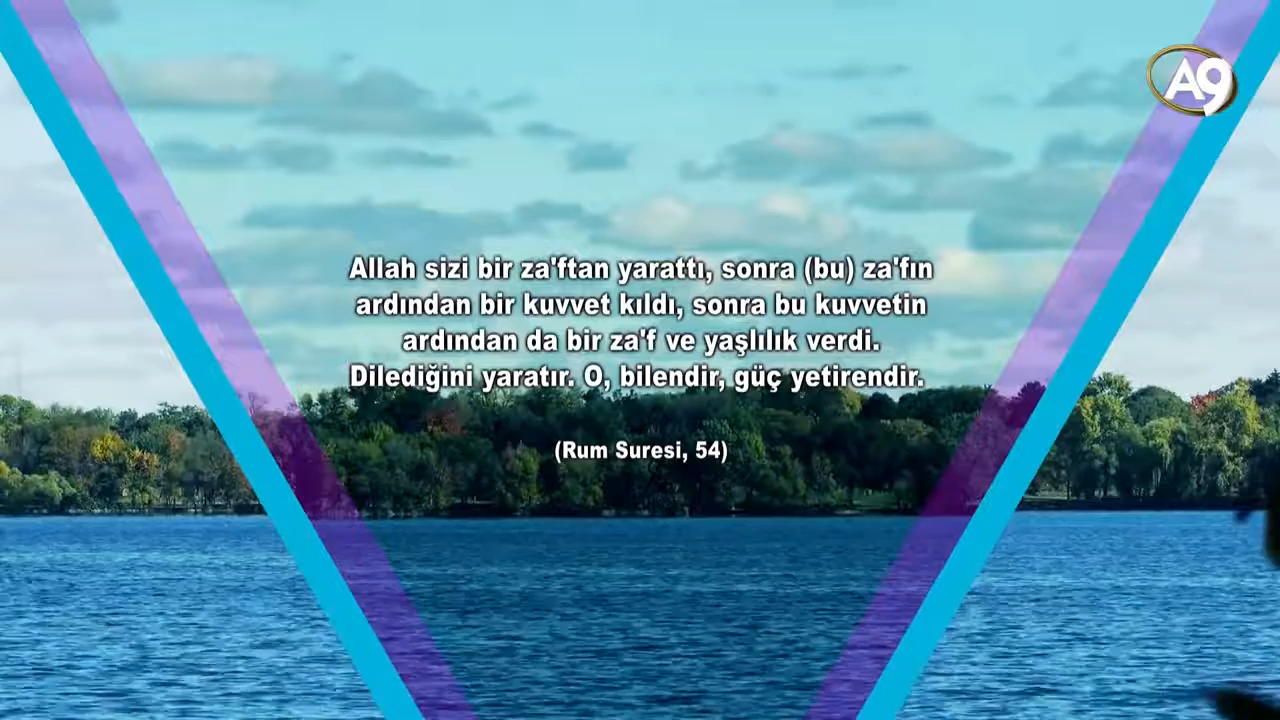 A9
Allah sizi bir za'ftan yarattı, sonra (bu) za'fın
ardından bir kuvvet kıldı, sonra bu kuvvetin
ardından da bir za'f ve yaşlılık verdi.
Dilediğini yaratır. O, bilendir, güç yetirendir.
(Rum Suresi, 54)